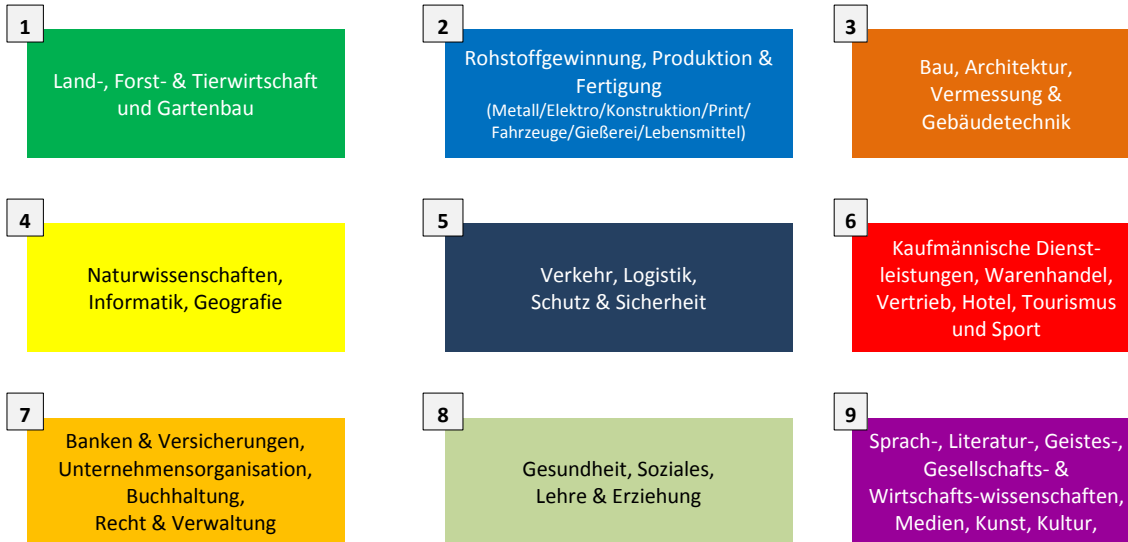 1
Land-, Forst- & Tierwirtschaft
und Gartenbau
2
Rohstoffgewinnung, Produktion &
Fertigung
(Metall/Elektro/Konstruktion/Print/
Fahrzeuge/Gießerei/Lebensmittel)
3
Bau, Architektur,
Vermessung &
Gebäudetechnik
4
Naturwissenschaften,
Informatik, Geografie
5
Verkehr, Logistik,
Schutz & Sicherheit
6
Kaufmännische Dienst-
leistungen, Warenhandel,
Vertrieb, Hotel, Tourismus
und Sport
7
Banken & Versicherungen,
Unternehmensorganisation,
Buchhaltung,
Recht & Verwaltung
8
Gesundheit, Soziales,
Lehre & Erziehung
9
Sprach-, Literatur-, Geistes-,
Gesellschafts- &
Wirtschafts-wissenschaften,
Medien, Kunst, Kultur,